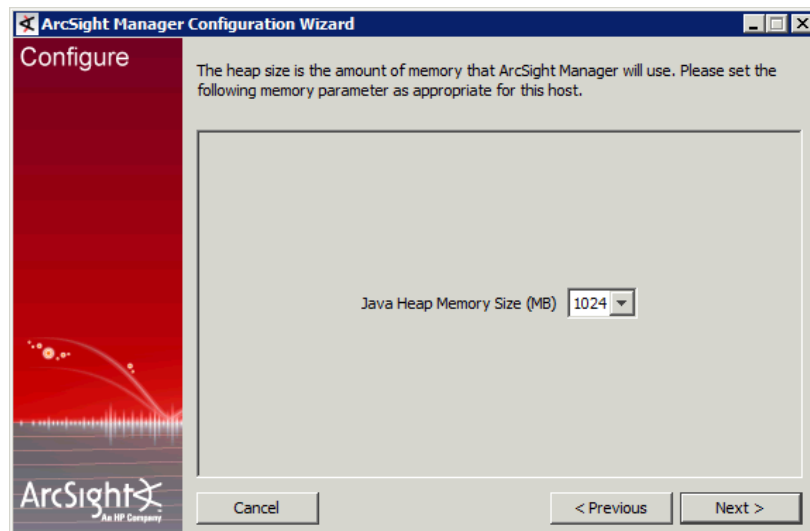 ArcSight Manager Configuration Wizard
Configure
The heap size is the amount of memory that ArcSight Manager will use. Please set the
following memory parameter as appropriate for this host.
Java Heap Memory Size (MB) 1024
ArcSight
An HP Company
Cancel < Previous Next >